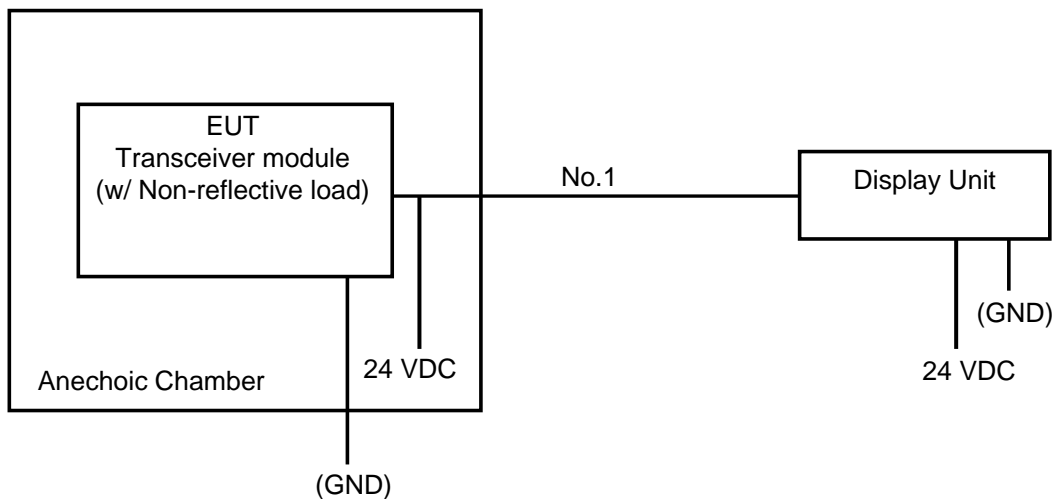 EUT
Transceiver module
(w/ Non-reflective load)
No.1
Display Unit
(GND)
24 VDC
24 VDC
Anechoic Chamber
(GND)